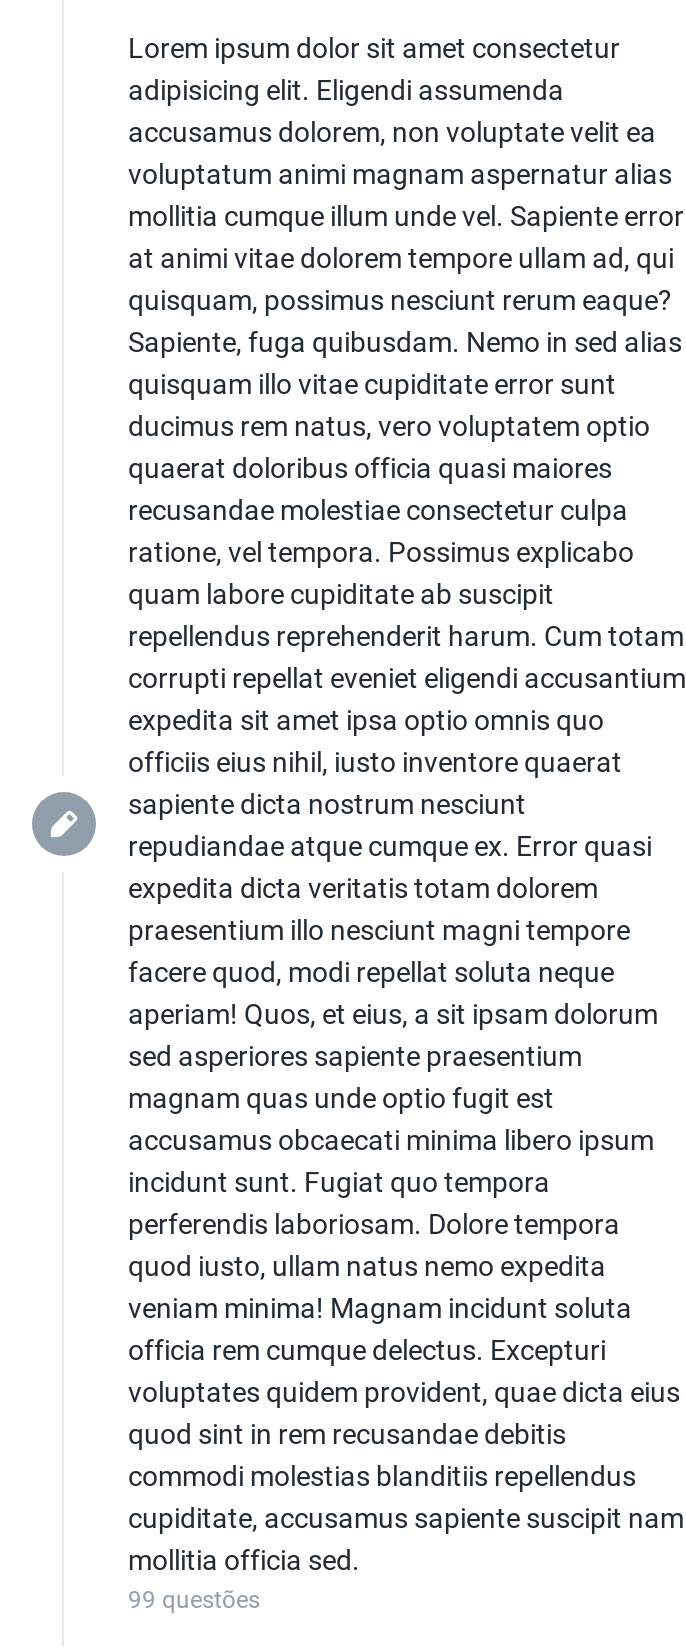 Lorem ipsum dolor sit amet consectetur
adipisicing elit. Eligendi assumenda
accusamus dolorem, non voluptate velit ea
voluptatum animi magnam aspernatur alias
mollitia cumque illum unde vel. Sapiente error
at animi vitae dolorem tempore ullam ad, qui
quisquam, possimus nesciunt rerum eaque?
Sapiente, fuga quibusdam. Nemo in sed alias
quisquam illo vitae cupiditate error sunt
ducimus rem natus, vero voluptatem optio
quaerat doloribus officia quasi maiores
recusandae molestiae consectetur culpa
ratione, vel tempora. Possimus explicabo
quam labore cupiditate ab suscipit
repellendus reprehenderit harum. Cum totam
corrupti repellat eveniet eligendi accusantium
expedita sit amet ipsa optio omnis quo
officiis eius nihil, iusto inventore quaerat
sapiente dicta nostrum nesciunt
repudiandae atque cumque ex. Error quasi
expedita dicta veritatis totam dolorem
praesentium illo nesciunt magni tempore
facere quod, modi repellat soluta neque
aperiam! Quos, et eius, a sit ipsam dolorum
sed asperiores sapiente praesentium
magnam quas unde optio fugit est
accusamus obcaecati minima libero ipsum
incidunt sunt. Fugiat quo tempora
perferendis laboriosam. Dolore tempora
quod iusto, ullam natus nemo expedita
veniam minima! Magnam incidunt soluta
officia rem cumque delectus. Excepturi
voluptates quidem provident, quae dicta eius
quod sint in rem recusandae debitis
commodi molestias blanditiis repellendus
cupiditate, accusamus sapiente suscipit nam
mollitia officia sed.
99 questões